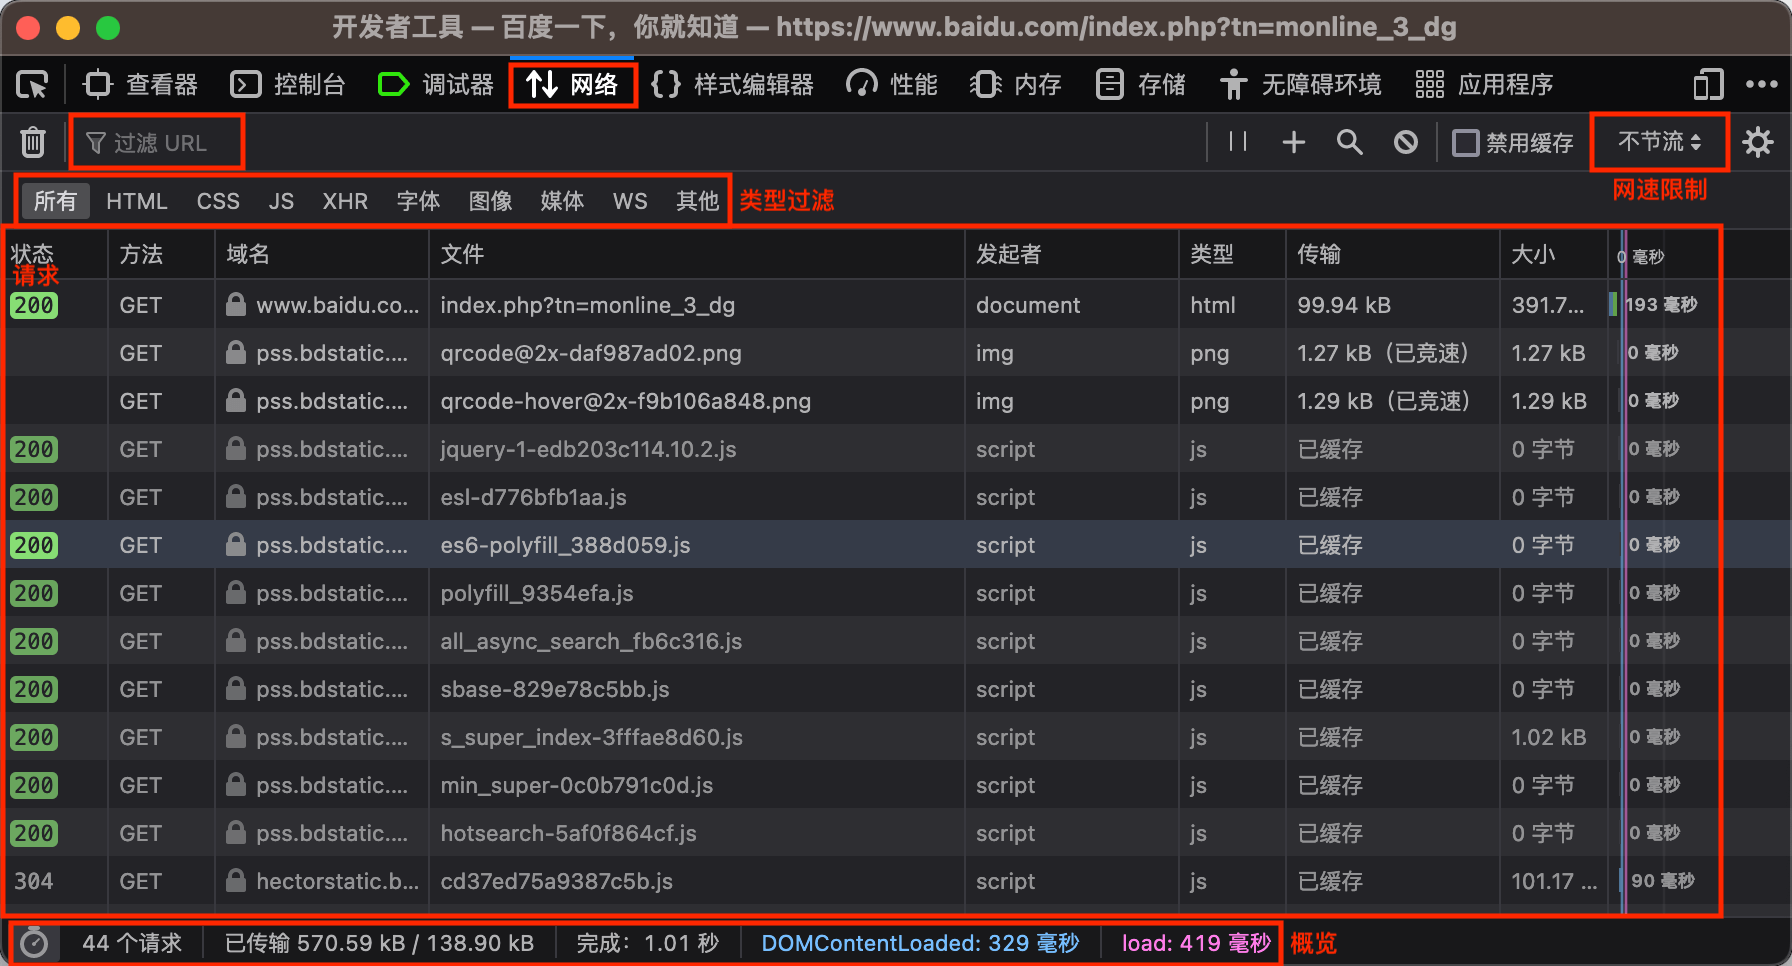 开发者工具 — 百度一下，你就知道 — https://www.baidu.com/index.php?tn=monline_3_dg
查看器 控制台 调试器 网络 样式编辑器 性能 内存 存储 无障碍环境 应用程序
过滤 URL 禁用缓存 不节流
网速限制
所有 HTML CSS JS XHR 字体 图像 媒体 WS 其他 类型过滤
状态 方法 域名 文件 发起者 类型 传输 大小 0 毫秒
请求
200 GET www.baidu.co... index.php?tn=monline_3_dg document html 99.94 kB 391.7... 193 毫秒
GET pss.bdstatic.... qrcode@2x-daf987ad02.png img png 1.27 kB（已竞速） 1.27 kB 0 毫秒
GET pss.bdstatic.... qrcode-hover@2x-f9b106a848.png img png 1.29 kB（已竞速） 1.29 kB 0 毫秒
200 GET pss.bdstatic.... jquery-1-edb203c114.10.2.js script js 已缓存 0 字节 0 毫秒
200 GET pss.bdstatic.... esl-d776bfb1aa.js script js 已缓存 0 字节 0 毫秒
200 GET pss.bdstatic.... es6-polyfill_388d059.js script js 已缓存 0 字节 0 毫秒
200 GET pss.bdstatic.... polyfill_9354efa.js script js 已缓存 0 字节 0 毫秒
200 GET pss.bdstatic.... all_async_search_fb6c316.js script js 已缓存 0 字节 0 毫秒
200 GET pss.bdstatic.... sbase-829e78c5bb.js script js 已缓存 0 字节 0 毫秒
200 GET pss.bdstatic.... s_super_index-3fffae8d60.js script js 已缓存 1.02 kB 0 毫秒
200 GET pss.bdstatic.... min_super-0c0b791c0d.js script js 已缓存 0 字节 0 毫秒
200 GET pss.bdstatic.... hotsearch-5af0f864cf.js script js 已缓存 0 字节 0 毫秒
304 GET hectorstatic.b... cd37ed75a9387c5b.js script js 已缓存 101.17 ... 90 毫秒
44 个请求 已传输 570.59 kB / 138.90 kB 完成：1.01 秒 DOMContentLoaded: 329 毫秒 load: 419 毫秒 概览